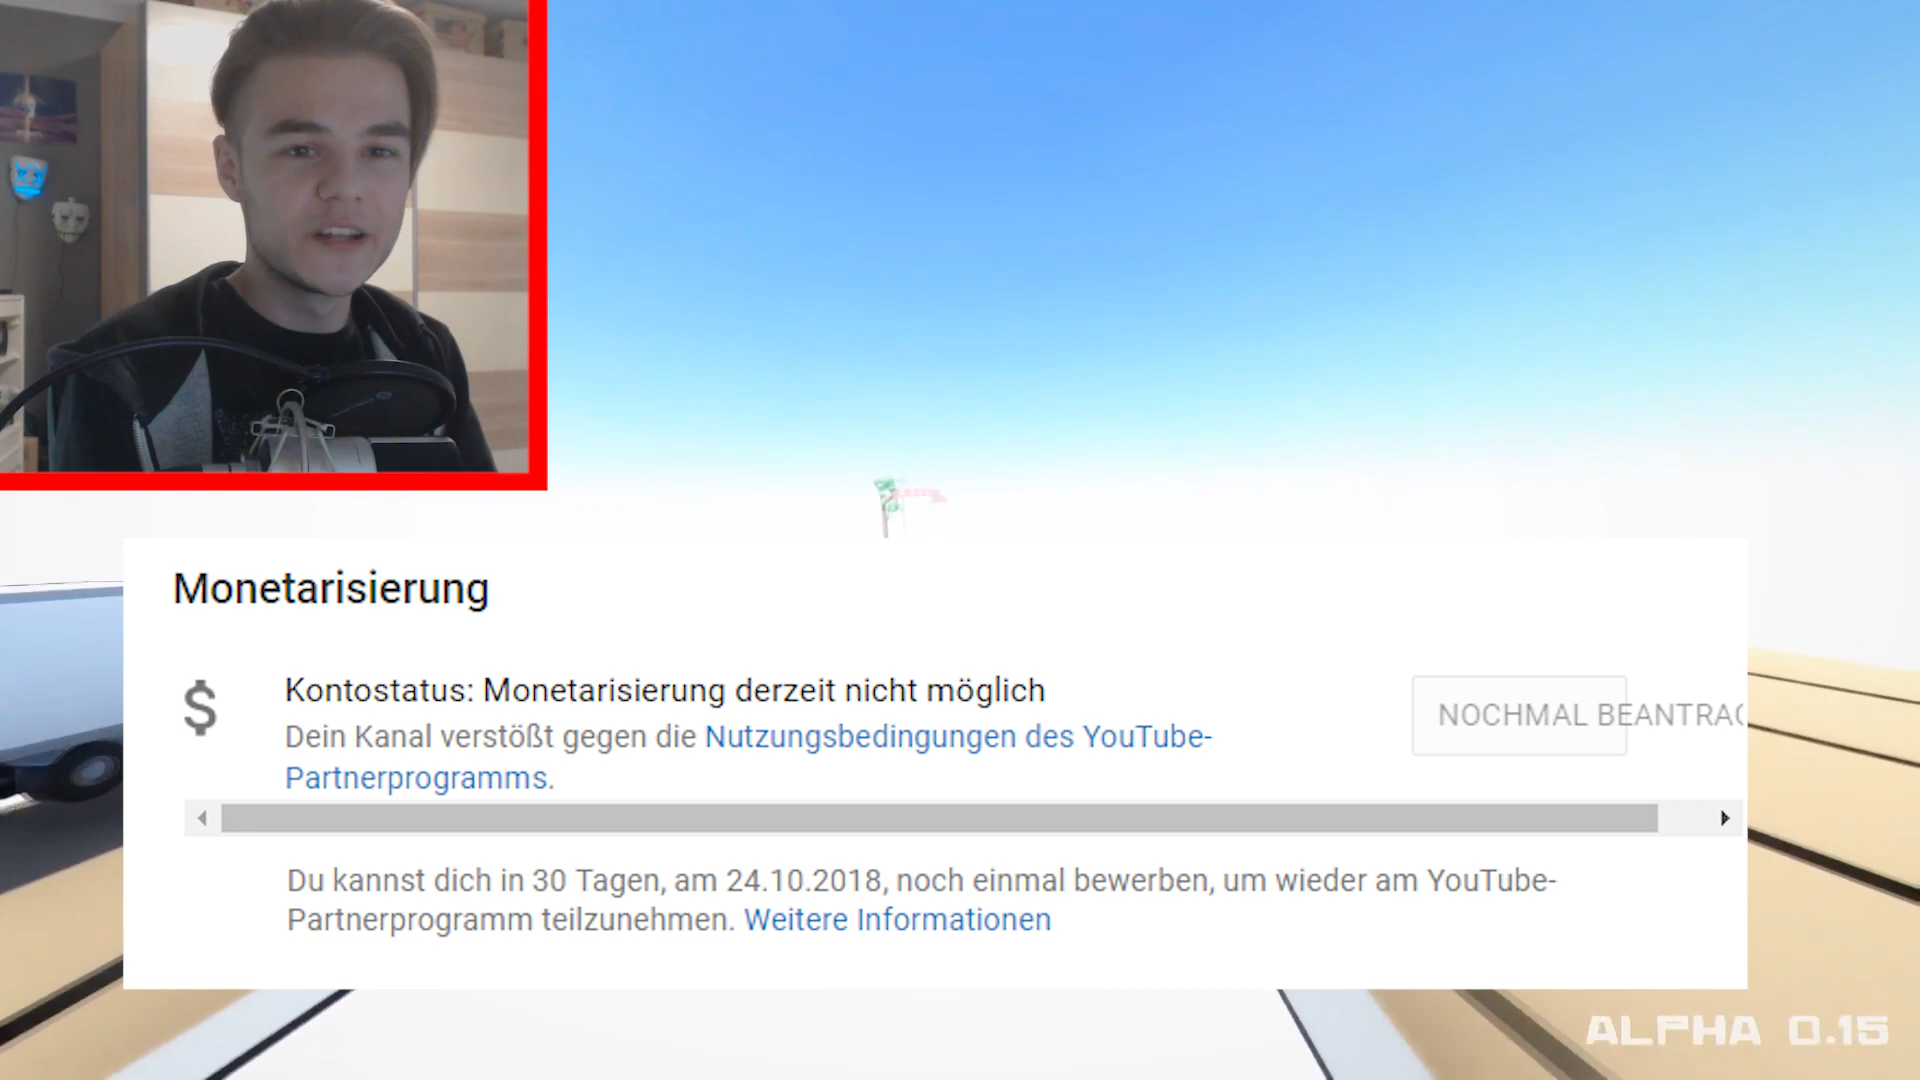 Monetarisierung
$
Kontostatus: Monetarisierung derzeit nicht möglich
Dein Kanal verstößt gegen die Nutzungsbedingungen des YouTube-
Partnerprogramms.
NOCHMAL BEANTRAG
Du kannst dich in 30 Tagen, am 24.10.2018, noch einmal bewerben, um wieder am YouTube-
Partnerprogramm teilzunehmen. Weitere Informationen
ALPHA 0.15